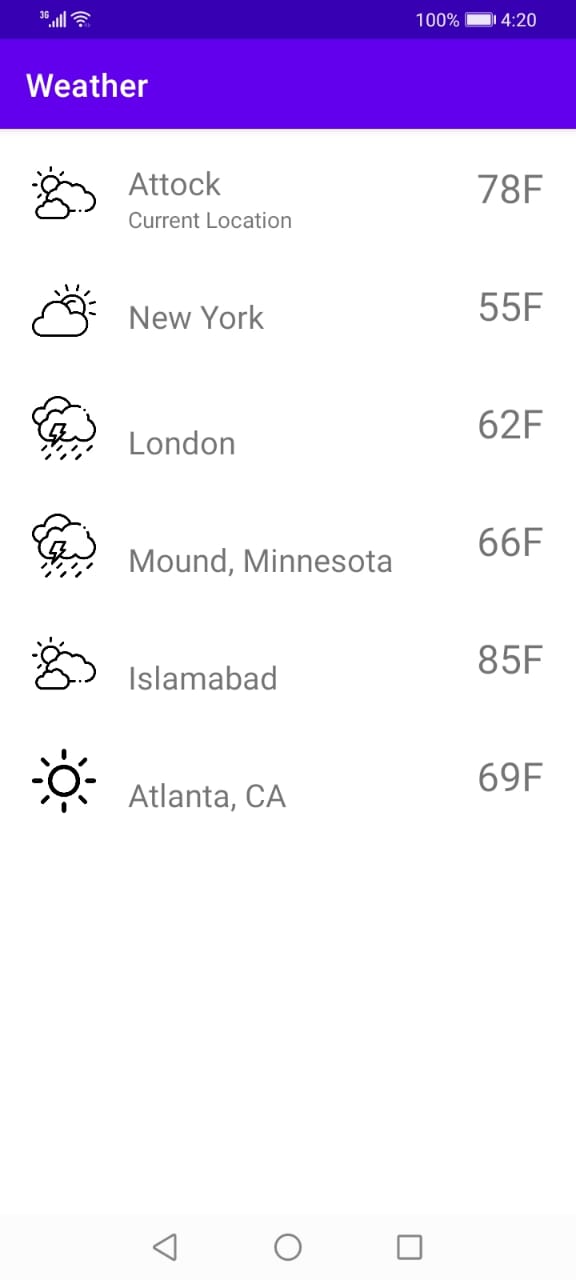 3G 100% 4:20
Weather
Attock 78F
Current Location
New York 55F
London 62F
Mound, Minnesota 66F
Islamabad 85F
Atlanta, CA 69F